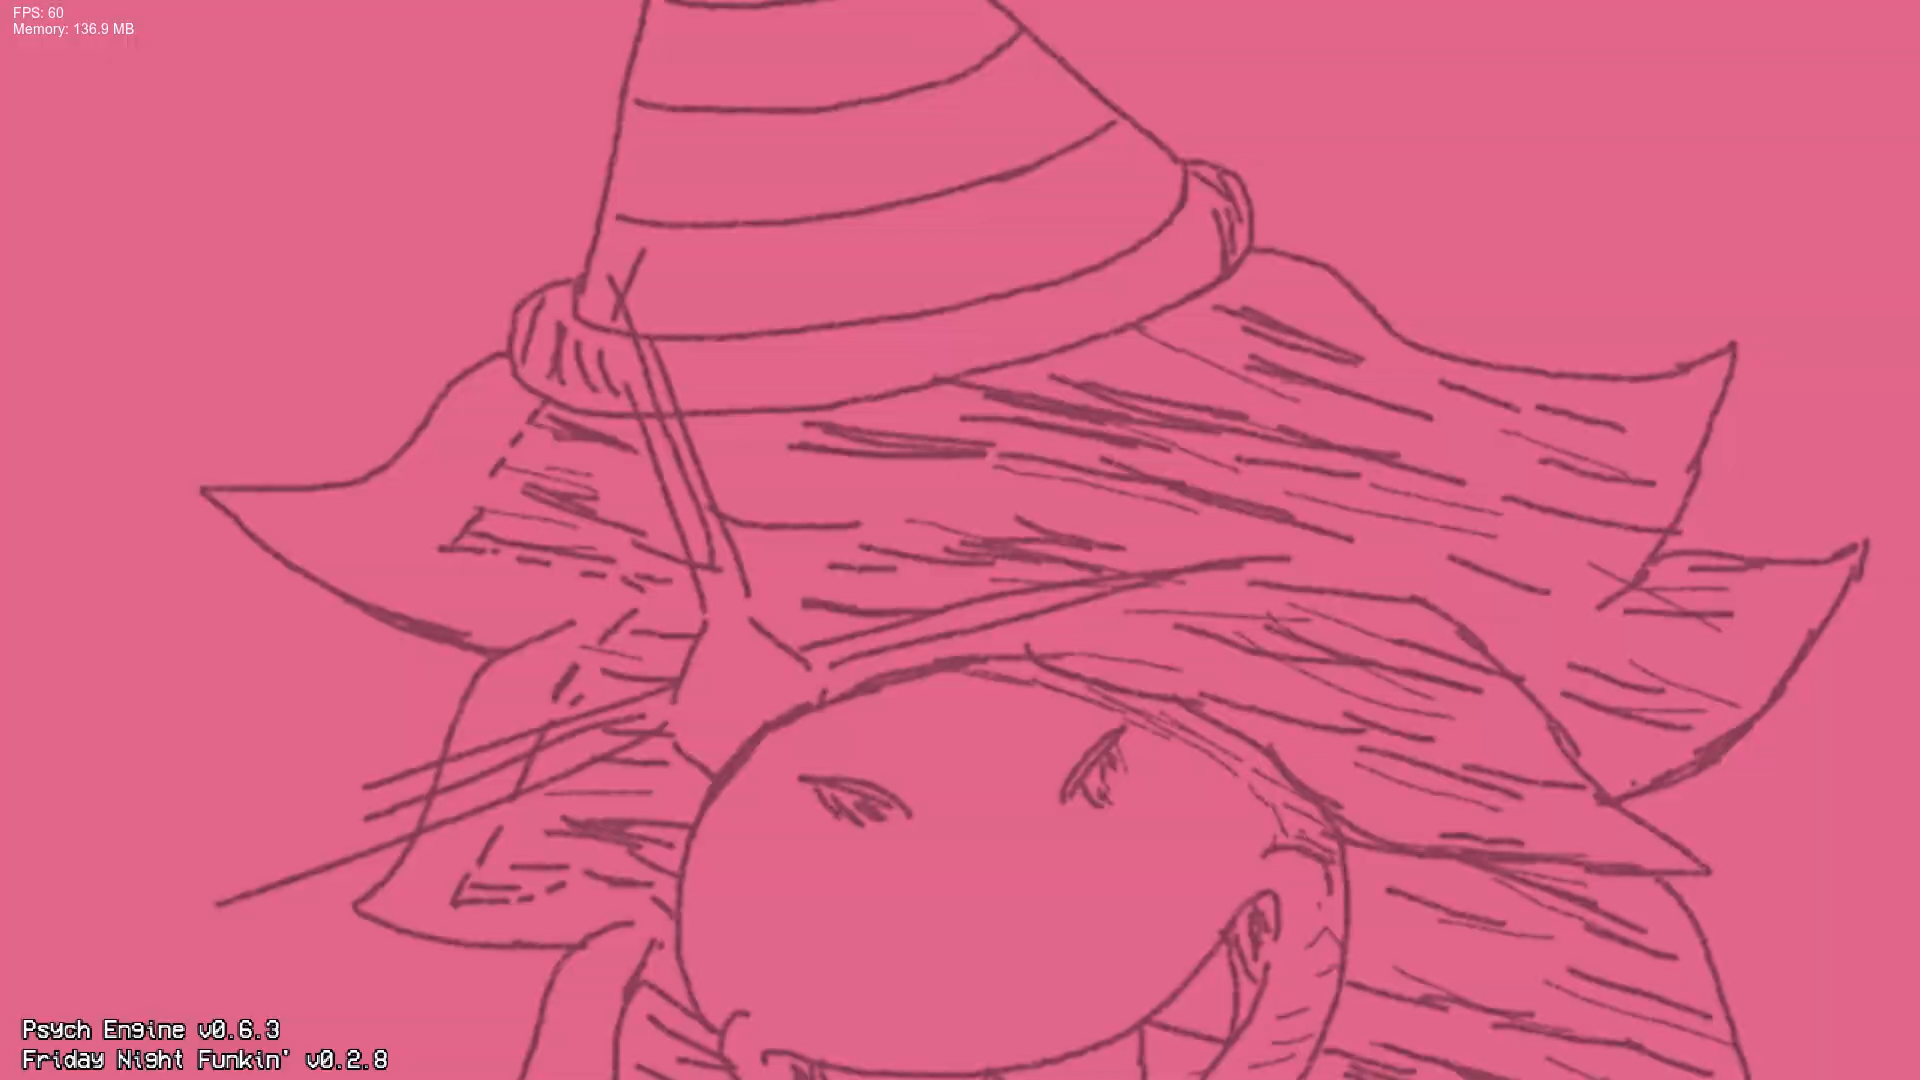 FPS: 60
Memory: 136.9 MB
Psych Engine v0.6.3
Friday Night Funkin' v0.2.8